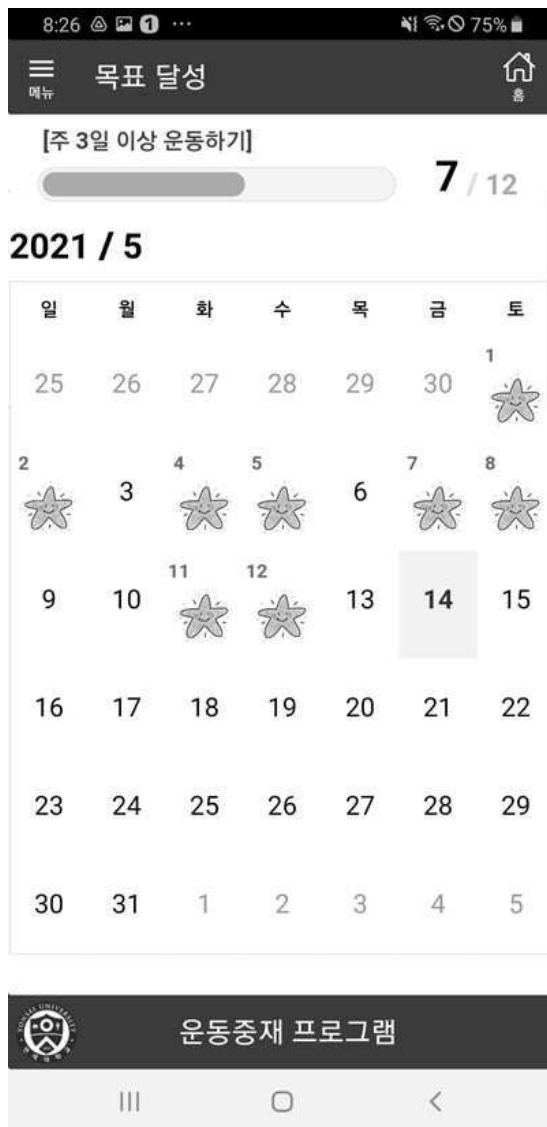 8:26 1 ... 75%
목표 달성
메뉴
홈
[주 3일 이상 운동하기]
7 / 12
2021 / 5
일 월 화 수 목 금 토
25 26 27 28 29 30 1
2 3 4 5 6 7 8
9 10 11 12 13 14 15
16 17 18 19 20 21 22
23 24 25 26 27 28 29
30 31 1 2 3 4 5
YONSEI UNIVERSITY
운동중재 프로그램